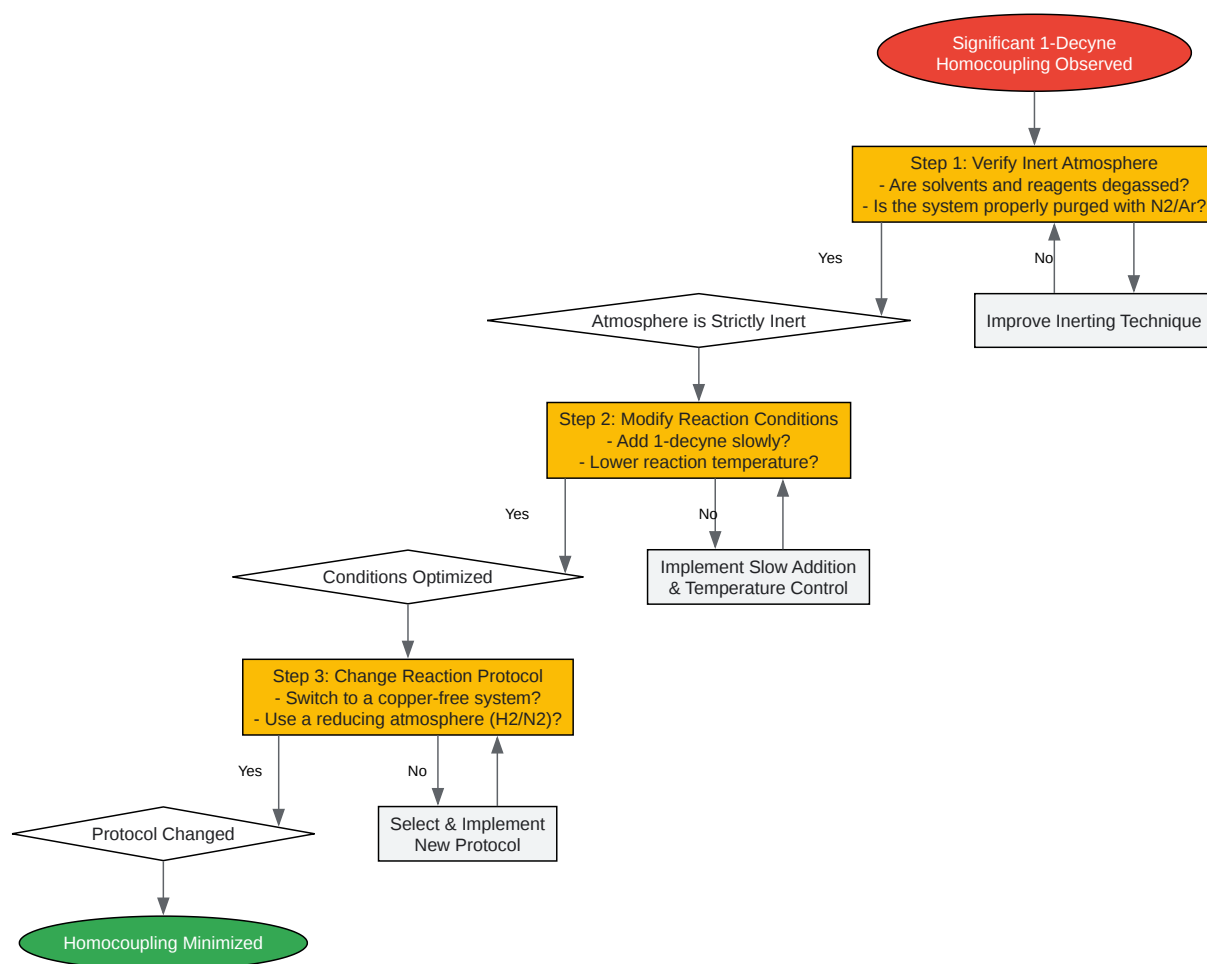 Significant 1-Decyne
Homocoupling Observed
Step 1: Verify Inert Atmosphere
- Are solvents and reagents degassed?
- Is the system properly purged with N2/Ar?
Yes
No
Atmosphere is Strictly Inert
Improve Inerting Technique
Step 2: Modify Reaction Conditions
- Add 1-decyne slowly?
- Lower reaction temperature?
Yes
No
Conditions Optimized
Implement Slow Addition
& Temperature Control
Step 3: Change Reaction Protocol
- Switch to a copper-free system?
- Use a reducing atmosphere (H2/N2)?
Yes
No
Protocol Changed
Select & Implement
New Protocol
Homocoupling Minimized